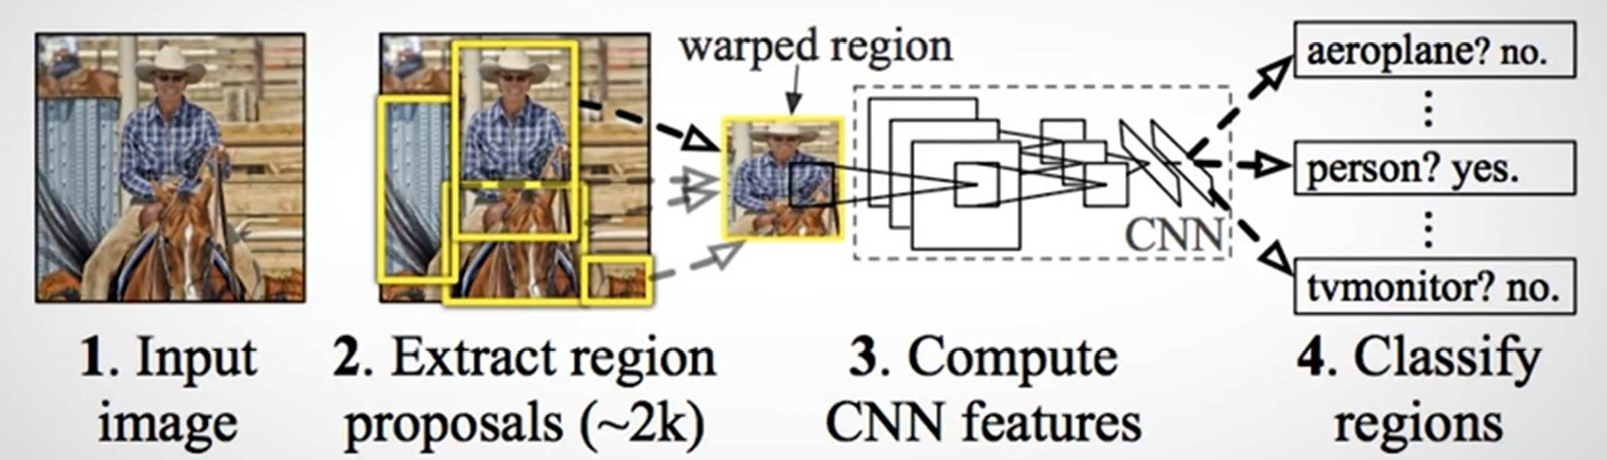 warped region
aeroplane? no.
person? yes.
CNN
tvmonitor? no.
1. Input
image
2. Extract region
proposals (~2k)
3. Compute
CNN features
4. Classify
regions